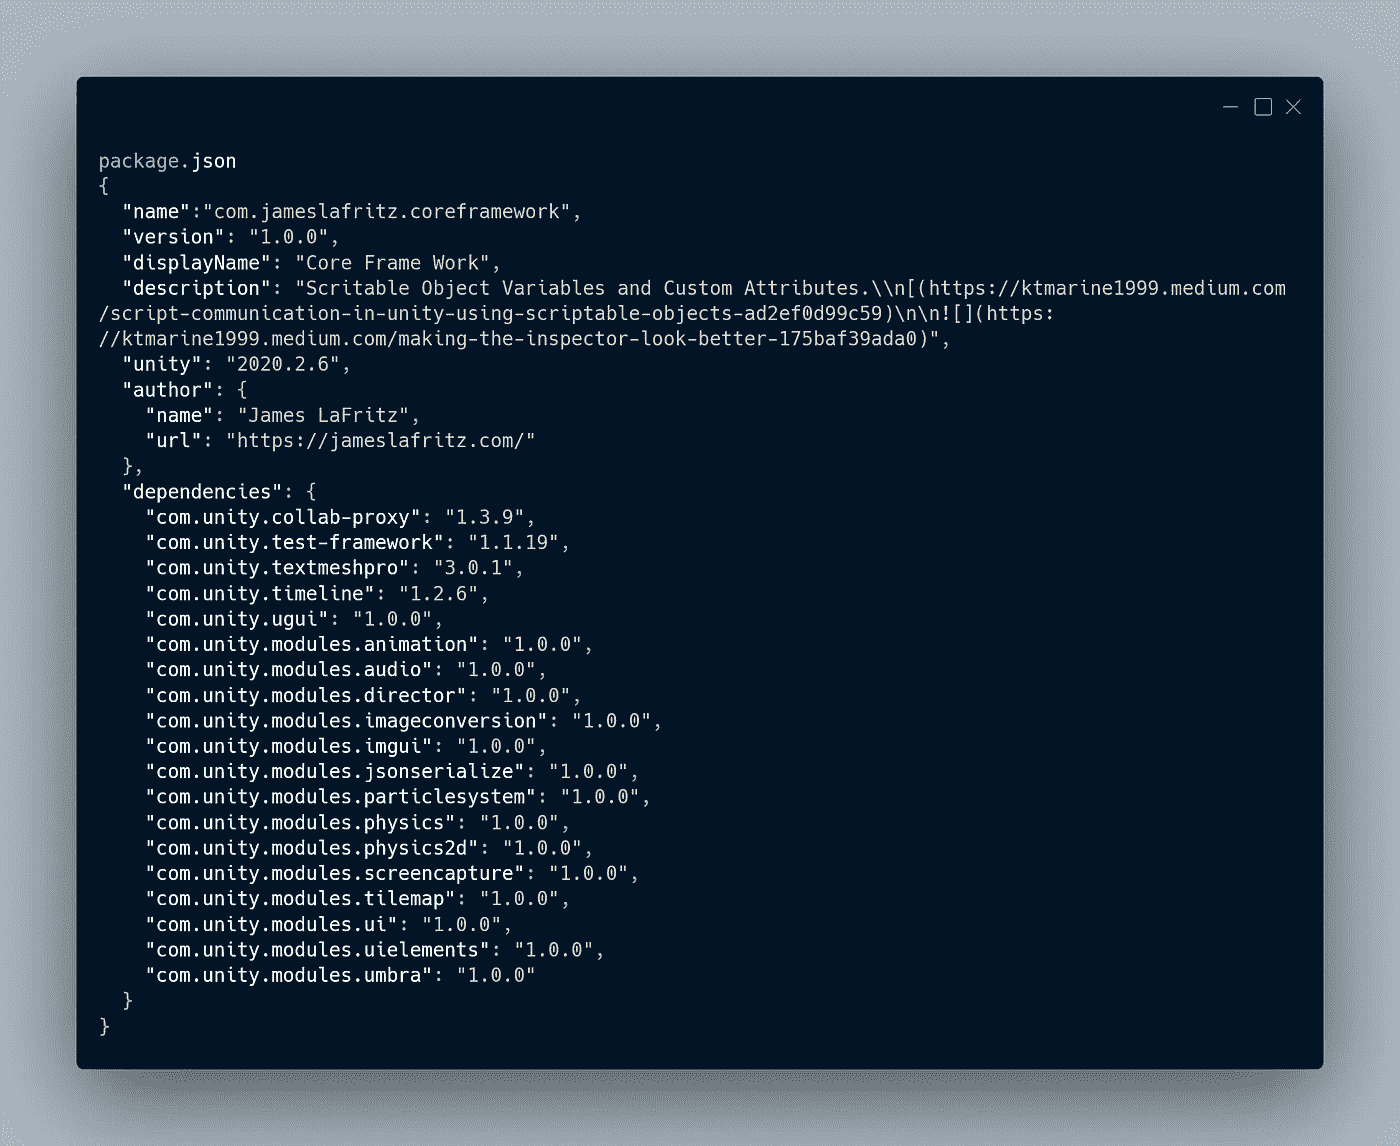 package.json
{
  "name":"com.jameslafritz.coreframework",
  "version": "1.0.0",
  "displayName": "Core Frame Work",
  "description": "Scritable Object Variables and Custom Attributes.\\n[(https://ktmarine1999.medium.com
/script-communication-in-unity-using-scriptable-objects-ad2ef0d99c59)\n\n![](https:
//ktmarine1999.medium.com/making-the-inspector-look-better-175baf39ada0)",
  "unity": "2020.2.6",
  "author": {
    "name": "James LaFritz",
    "url": "https://jameslafritz.com/"
  },
  "dependencies": {
    "com.unity.collab-proxy": "1.3.9",
    "com.unity.test-framework": "1.1.19",
    "com.unity.textmeshpro": "3.0.1",
    "com.unity.timeline": "1.2.6",
    "com.unity.ugui": "1.0.0",
    "com.unity.modules.animation": "1.0.0",
    "com.unity.modules.audio": "1.0.0",
    "com.unity.modules.director": "1.0.0",
    "com.unity.modules.imageconversion": "1.0.0",
    "com.unity.modules.imgui": "1.0.0",
    "com.unity.modules.jsonserialize": "1.0.0",
    "com.unity.modules.particlesystem": "1.0.0",
    "com.unity.modules.physics": "1.0.0",
    "com.unity.modules.physics2d": "1.0.0",
    "com.unity.modules.screencapture": "1.0.0",
    "com.unity.modules.tilemap": "1.0.0",
    "com.unity.modules.ui": "1.0.0",
    "com.unity.modules.uielements": "1.0.0",
    "com.unity.modules.umbra": "1.0.0"
  }
}